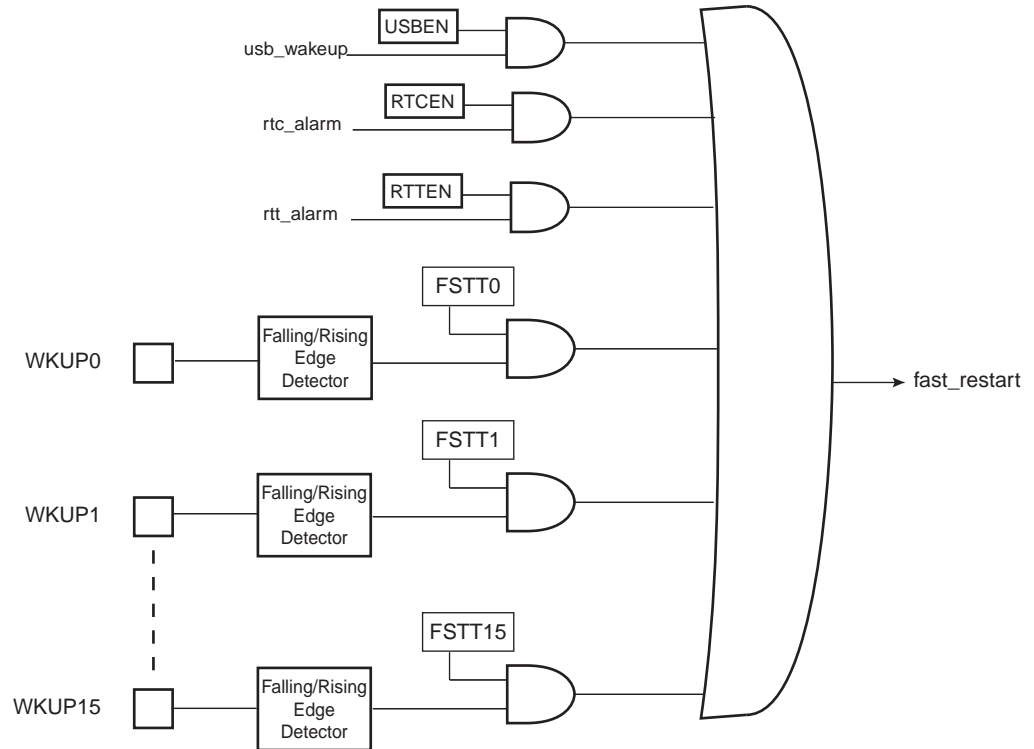 USBEN
usb_wakeup
RTCEN
rtc_alarm
RTTEN
rtt_alarm
FSTT0
WKUP0
Falling/Rising
Edge
Detector
fast_restart
FSTT1
WKUP1
Falling/Rising
Edge
Detector
FSTT15
WKUP15
Falling/Rising
Edge
Detector